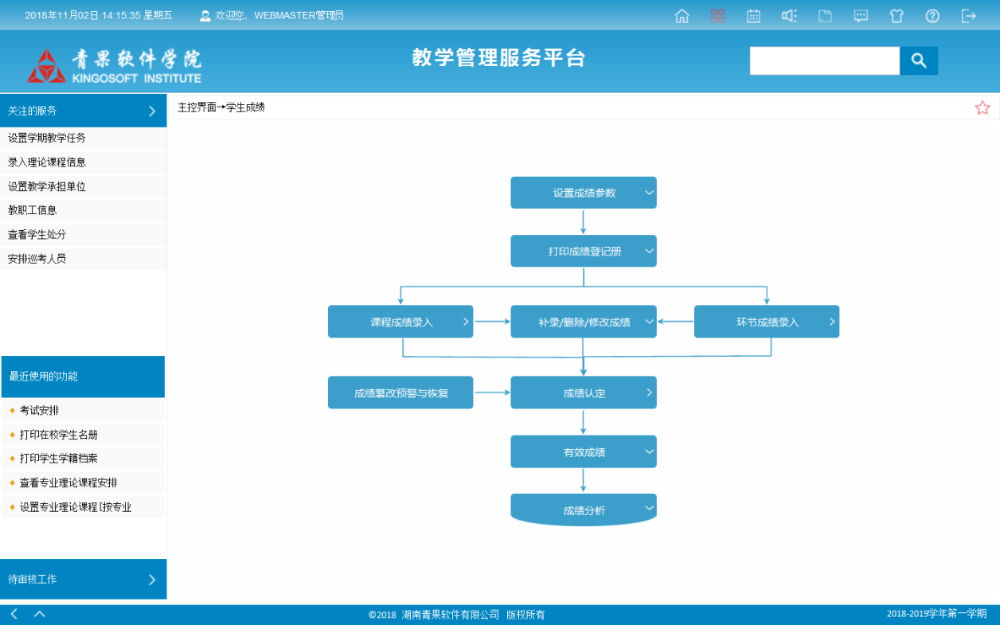 2018年11月02日 14:15:35 星期五
欢迎您，WEBMASTER管理员
青果软件学院
KINGOSOFT INSTITUTE
教学管理服务平台
关注的服务
设置学期教学任务
录入理论课程信息
设置教学承担单位
教职工信息
查看学生处分
安排巡考人员
最近使用的功能
考试安排
打印在校学生名册
打印学生学籍档案
查看专业理论课程安排
设置专业理论课程[按专业
待审核工作
主控界面→学生成绩
设置成绩参数
打印成绩登记册
课程成绩录入
补录/删除/修改成绩
环节成绩录入
成绩篡改预警与恢复
成绩认定
有效成绩
成绩分析
©2018 湖南青果软件有限公司 版权所有
2018-2019学年第一学期